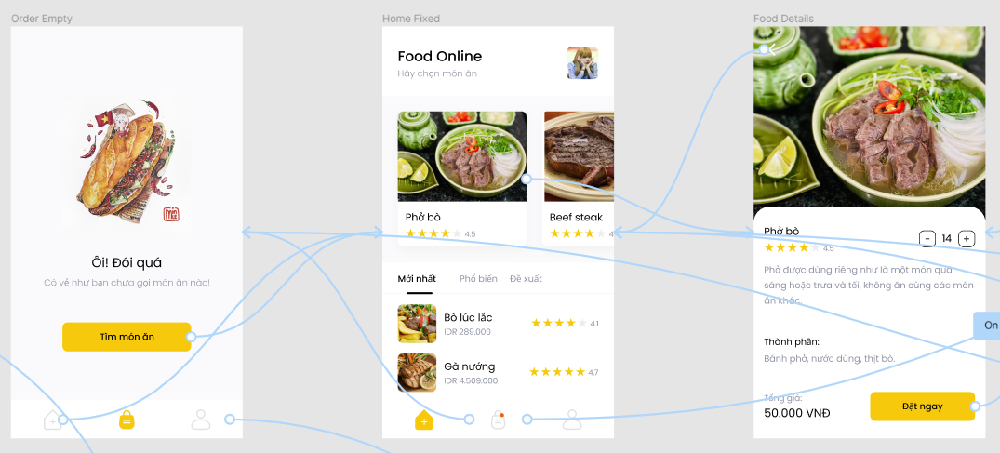 Order Empty
Ôi! Đói quá
Có vẻ như bạn chưa gọi món ăn nào!
Tìm món ăn
Home Fixed
Food Online
Hãy chọn món ăn
Phở bò
4.5
Beef steak
Mới nhất
Phổ biến
Đề xuất
Bò lúc lắc
IDR 289.000
4.1
Gà nướng
IDR 4.509.000
4.7
Food Details
Phở bò
4.5
- 14 +
Phở được dùng riêng như là một món quà
sáng hoặc trưa và tối, không ăn cùng các món
ăn khác.
On
Thành phần:
Bánh phở, nước dùng, thịt bò.
Tổng giá:
50.000 VNĐ
Đặt ngay